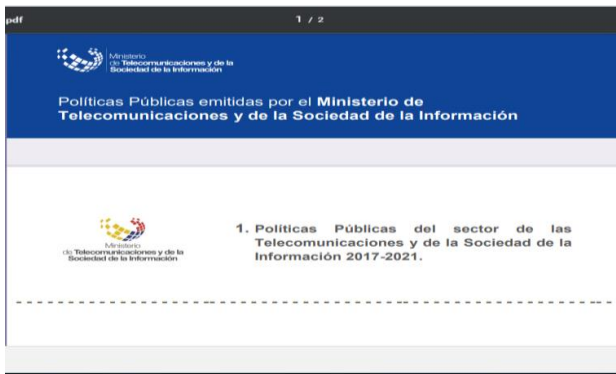 pdf
1 / 2
Ministerio
de Telecomunicaciones y de la
Sociedad de la Información
Políticas Públicas emitidas por el Ministerio de
Telecomunicaciones y de la Sociedad de la Información
Ministerio
de Telecomunicaciones y de la
Sociedad de la Información
1. Políticas Públicas del sector de las
Telecomunicaciones y de la Sociedad de la
Información 2017-2021.